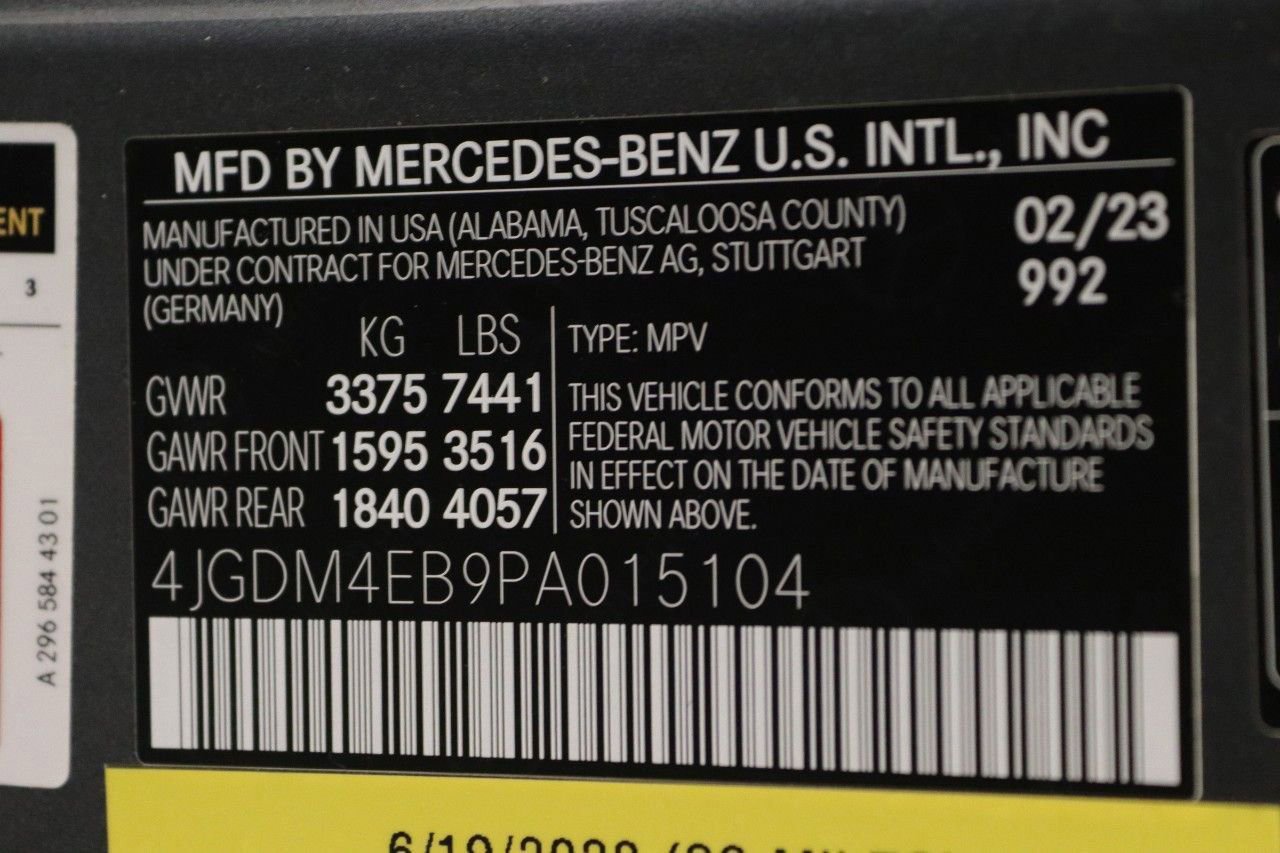 ENT
3
A 296 584 43 01
MFD BY MERCEDES-BENZ U.S. INTL., INC
MANUFACTURED IN USA (ALABAMA, TUSCALOOSA COUNTY)
UNDER CONTRACT FOR MERCEDES-BENZ AG, STUTTGART
(GERMANY)
02/23
992
KG LBS
GVWR 3375 7441
GAWR FRONT 1595 3516
GAWR REAR 1840 4057
TYPE: MPV
THIS VEHICLE CONFORMS TO ALL APPLICABLE
FEDERAL MOTOR VEHICLE SAFETY STANDARDS
IN EFFECT ON THE DATE OF MANUFACTURE
SHOWN ABOVE.
4JGDM4EB9PA015104